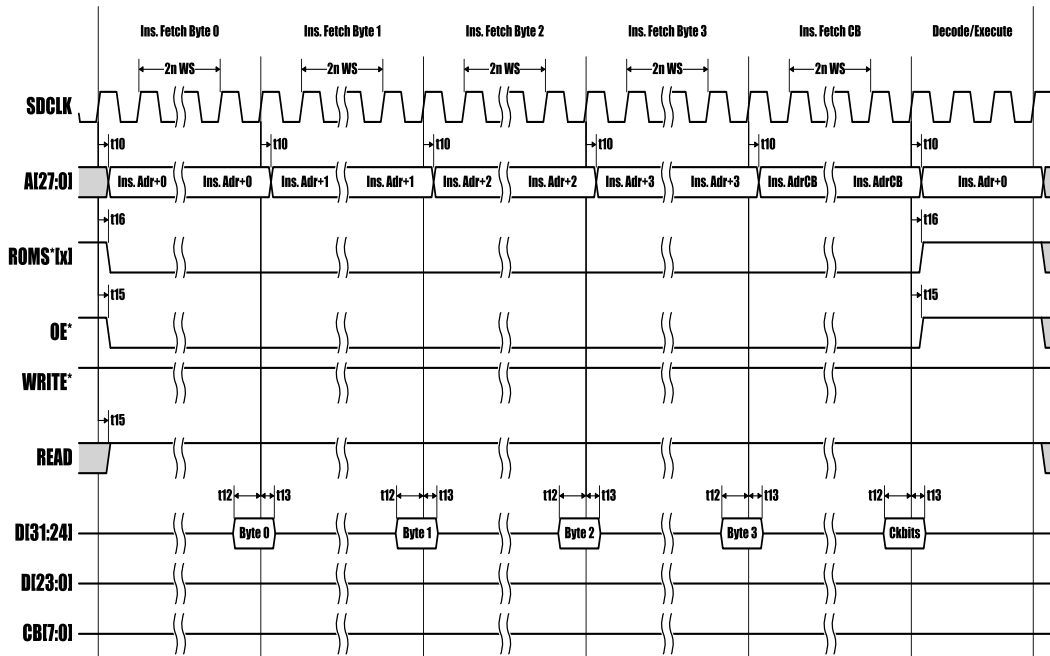 Ins. Fetch Byte 0 Ins. Fetch Byte 1 Ins. Fetch Byte 2 Ins. Fetch Byte 3 Ins. Fetch CB Decode/Execute
2n WS 2n WS 2n WS 2n WS 2n WS
SDCLK
t10 t10 t10 t10 t10 t10
A[27:0] Ins. Adr+0 Ins. Adr+0 Ins. Adr+1 Ins. Adr+1 Ins. Adr+2 Ins. Adr+2 Ins. Adr+3 Ins. Adr+3 Ins. AdrCB Ins. AdrCB Ins. Adr+0
t16 t16
ROMS*[x]
t15 t15
OE*
WRITE*
t15
READ
t12 t13 t12 t13 t12 t13 t12 t13 t12 t13
D[31:24] Byte 0 Byte 1 Byte 2 Byte 3 Ckbits
D[23:0]
CB[7:0]